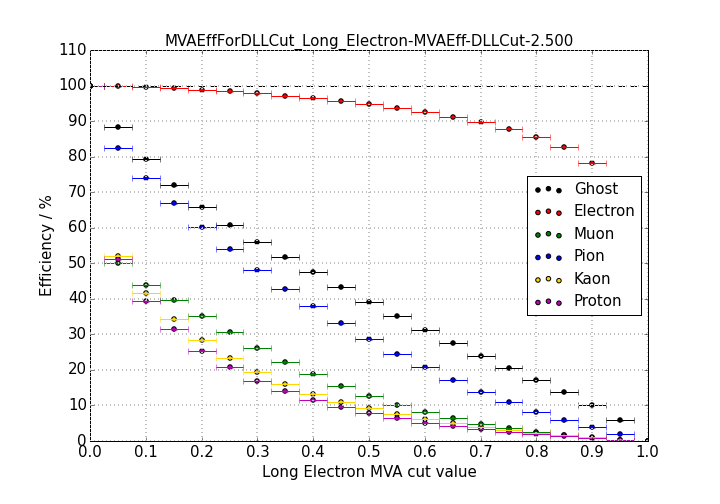 MVAEffForDLLCut_Long_Electron-MVAEff-DLLCut-2.500
110
100
90
80
70
60
50
40
30
20
10
0
Efficiency / %
Ghost
Electron
Muon
Pion
Kaon
Proton
0.0 0.1 0.2 0.3 0.4 0.5 0.6 0.7 0.8 0.9 1.0
Long Electron MVA cut value